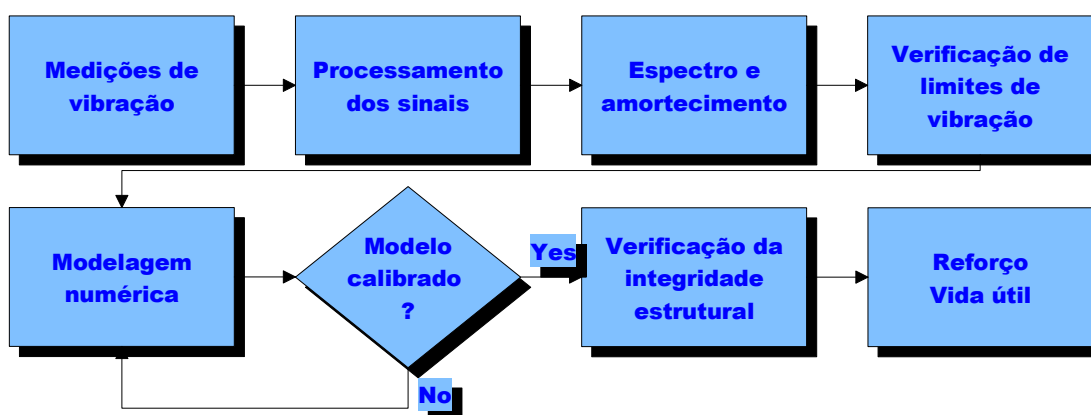 Medições de
vibração
Processamento
dos sinais
Espectro e
amortecimento
Verificação de
limites de
vibração
Modelagem
numérica
Modelo
calibrado
?
Yes
No
Verificação da
integridade
estrutural
Reforço
Vida útil